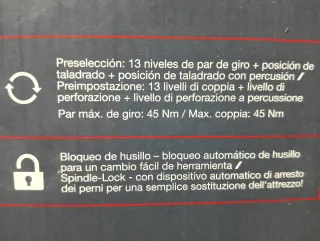 Preselección: 13 niveles de par de giro + posición de
taladrado + posición de taladrado con percusión /
Preimpostazione: 13 livelli di coppia + livello di
perforazione + livello di perforazione a percussione
Par máx. de giro: 45 Nm / Max. coppia: 45 Nm
Bloqueo de husillo – bloqueo automático de husillo
para un cambio fácil de herramienta /
Spindle-Lock - con dispositivo automatico di arresto
dei perni per una semplice sostituzione dell'attrezzo!